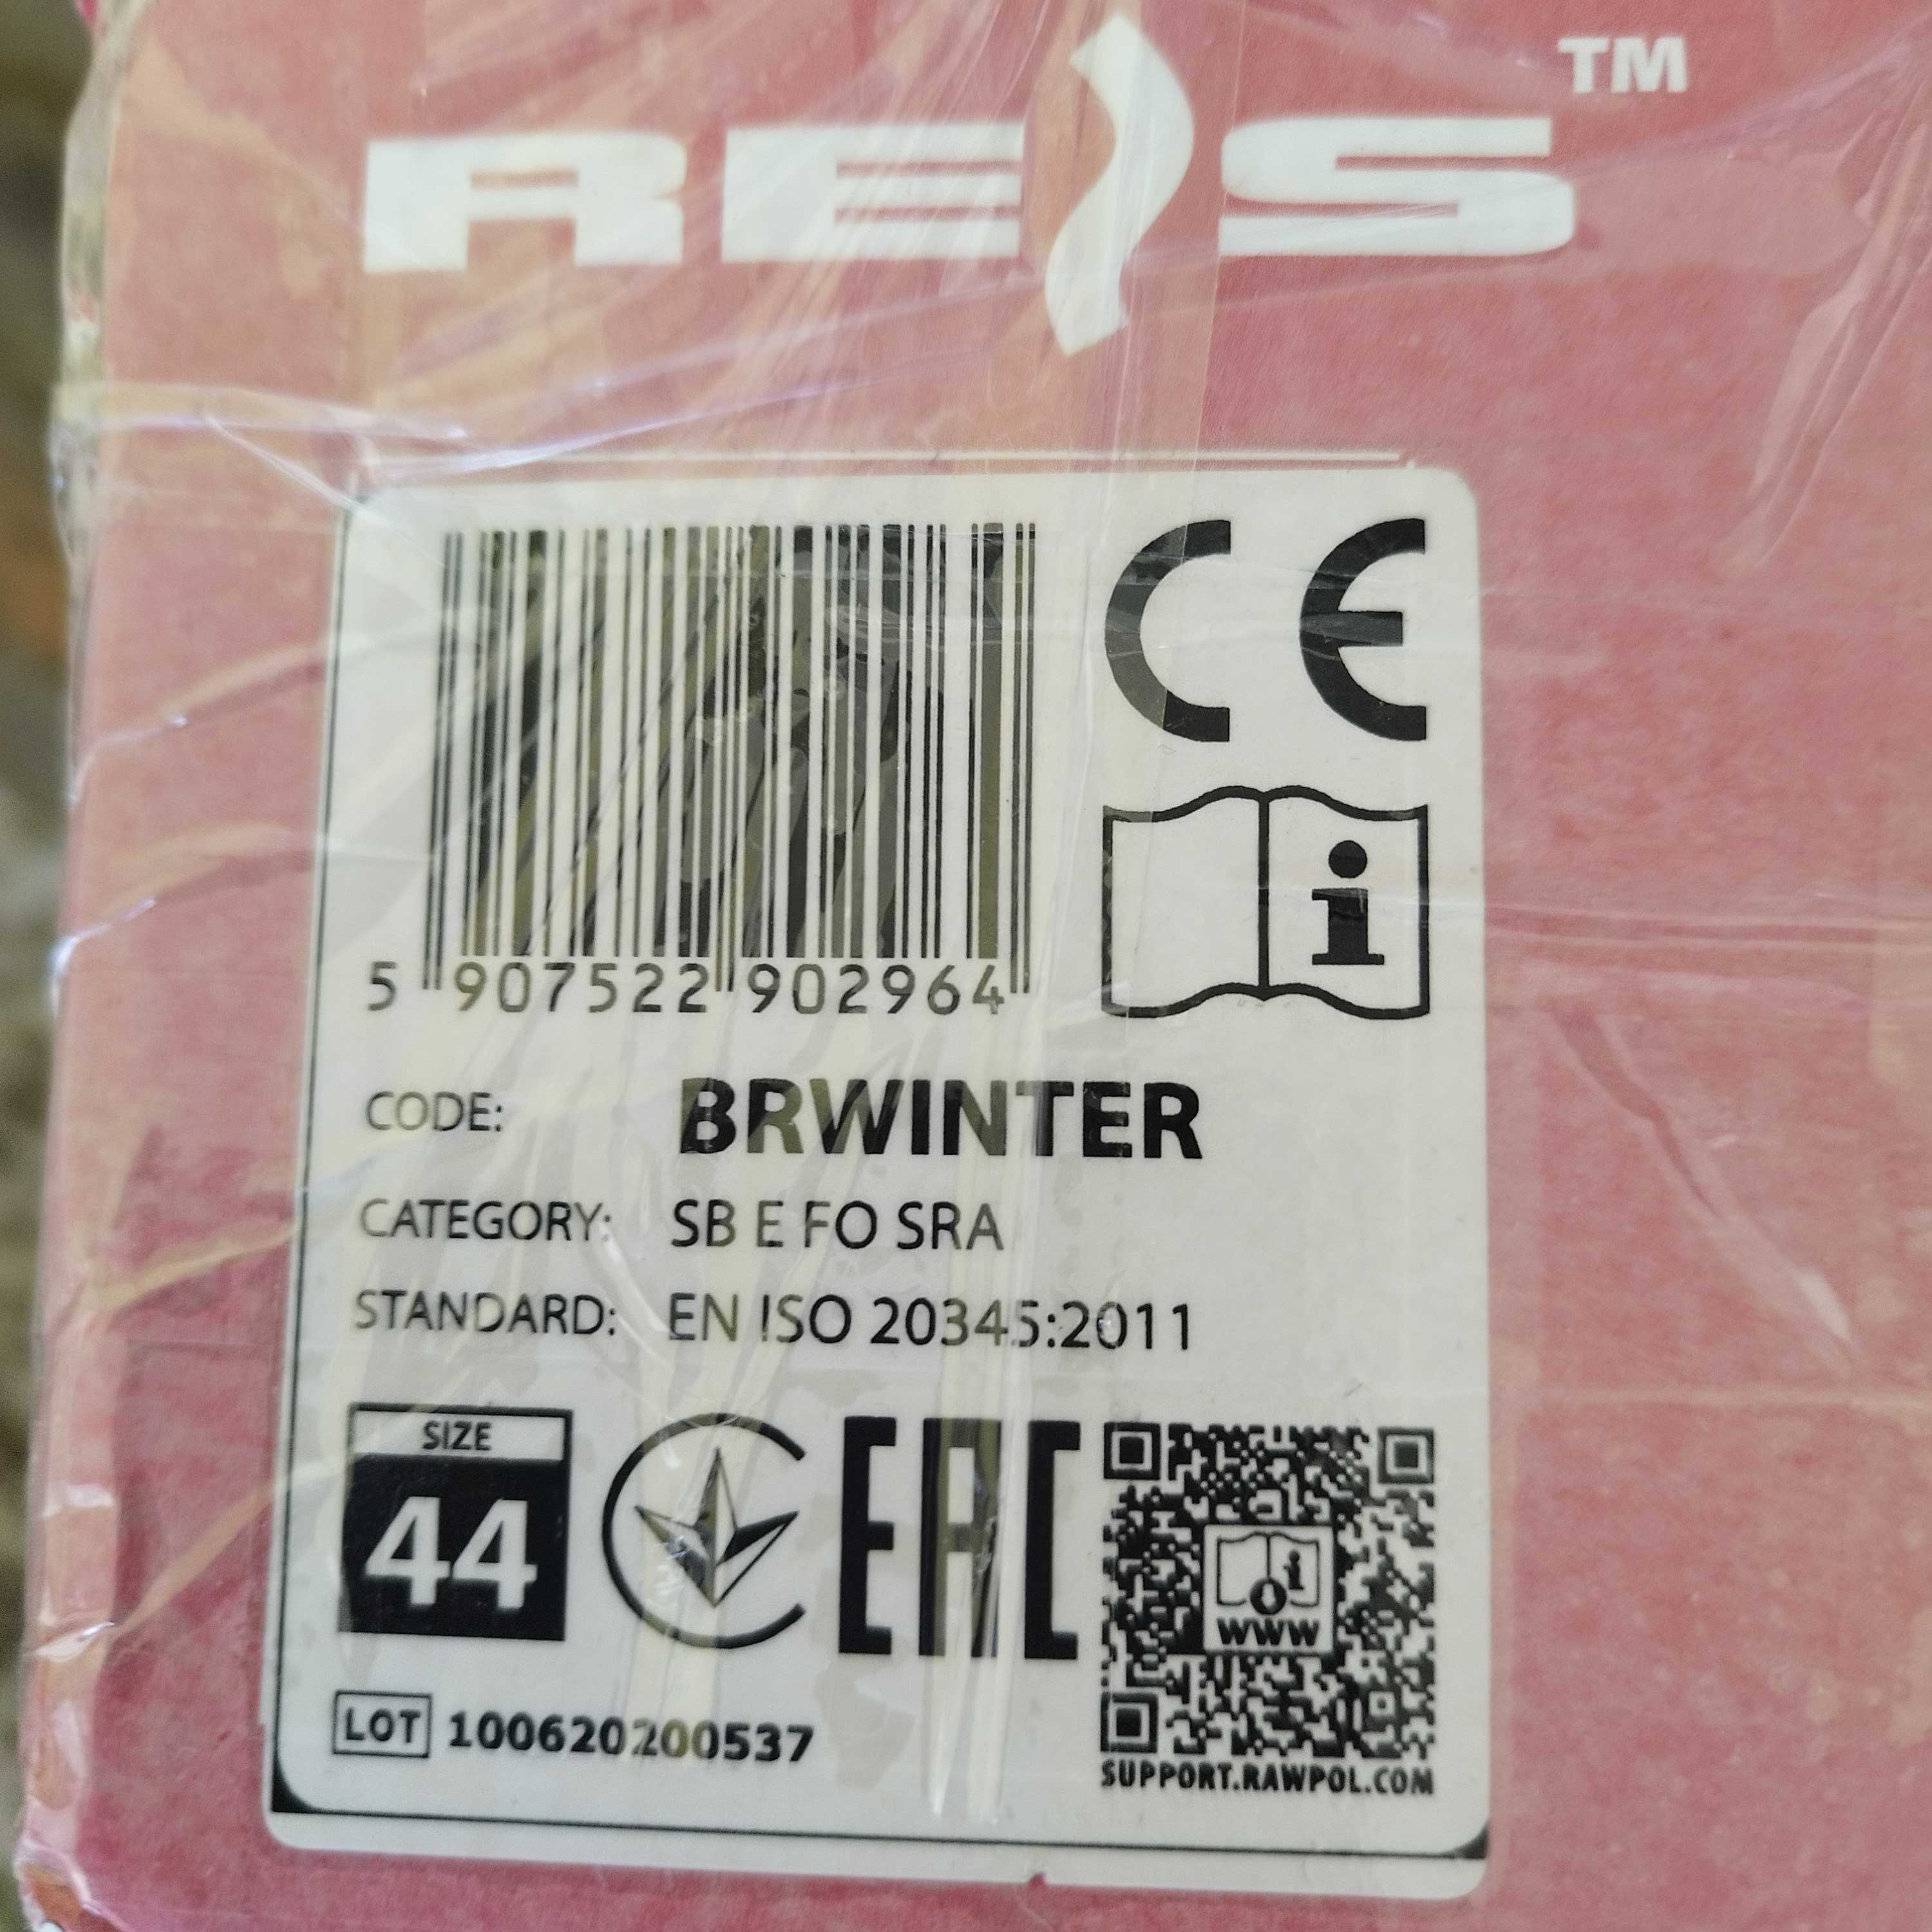 REIS™
CE
i
5 907522 902964
CODE: BRWINTER
CATEGORY: SB E FO SRA
STANDARD: EN ISO 20345:2011
SIZE
44
EAC
i
WWW
LOT 100620200537
SUPPORT.RAWPOL.COM